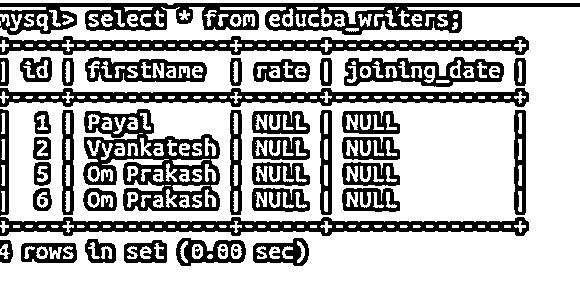 mysql> select * from educba_writers;
+----+------------+------+--------------+
| id | firstName | rate | joining_date |
+----+------------+------+--------------+
| 1 | Payal | NULL | NULL |
| 2 | Vyankatesh | NULL | NULL |
| 5 | Om Prakash | NULL | NULL |
| 6 | Om Prakash | NULL | NULL |
+----+------------+------+--------------+
4 rows in set (0.00 sec)